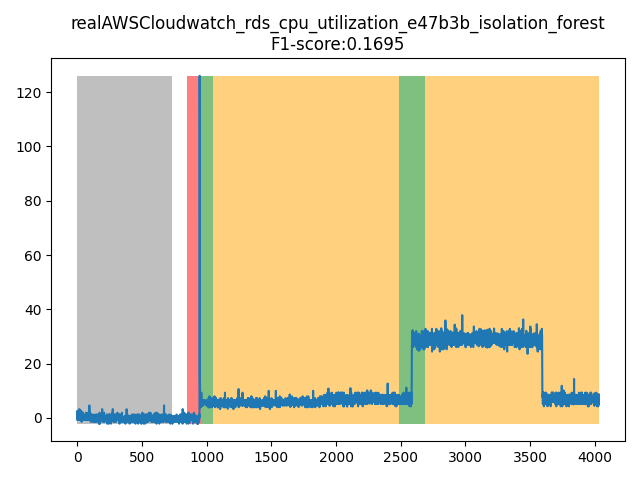 realAWSCloudwatch_rds_cpu_utilization_e47b3b_isolation_forest
F1-score:0.1695
120
100
80
60
40
20
0
0 500 1000 1500 2000 2500 3000 3500 4000